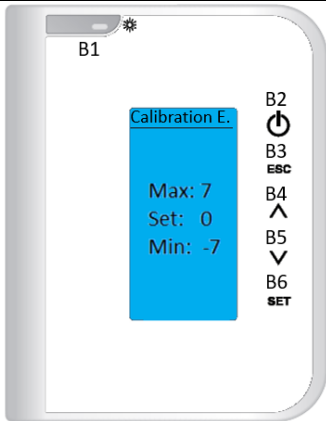 B1
Calibration E.
Max: 7
Set: 0
Min: -7
B2
B3
ESC
B4
B5
B6
SET